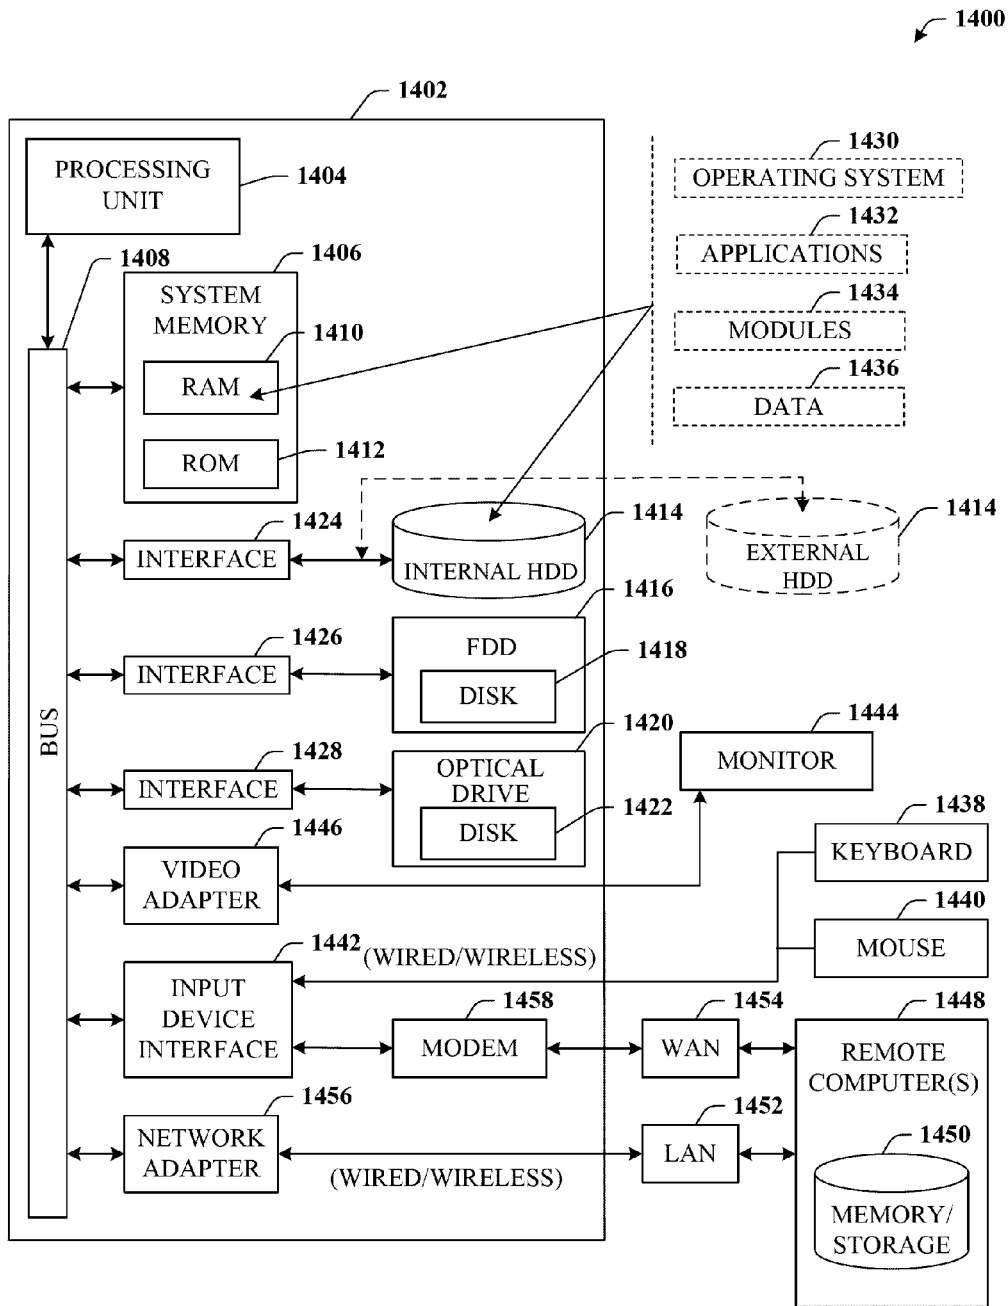 1400
1402
PROCESSING
UNIT
1404
1430
OPERATING SYSTEM
1408
1406
SYSTEM
MEMORY
1432
APPLICATIONS
1410
RAM
1434
MODULES
1436
DATA
1412
ROM
1424
INTERFACE
1414
INTERNAL HDD
1414
EXTERNAL
HDD
1416
FDD
1426
INTERFACE
1418
DISK
BUS
1420
OPTICAL
DRIVE
1444
MONITOR
1428
INTERFACE
1422
DISK
1438
KEYBOARD
1446
VIDEO
ADAPTER
1440
MOUSE
1442
(WIRED/WIRELESS)
INPUT
DEVICE
INTERFACE
1458
MODEM
1454
WAN
1448
REMOTE
COMPUTER(S)
1456
NETWORK
ADAPTER
(WIRED/WIRELESS)
1452
LAN
1450
MEMORY/
STORAGE